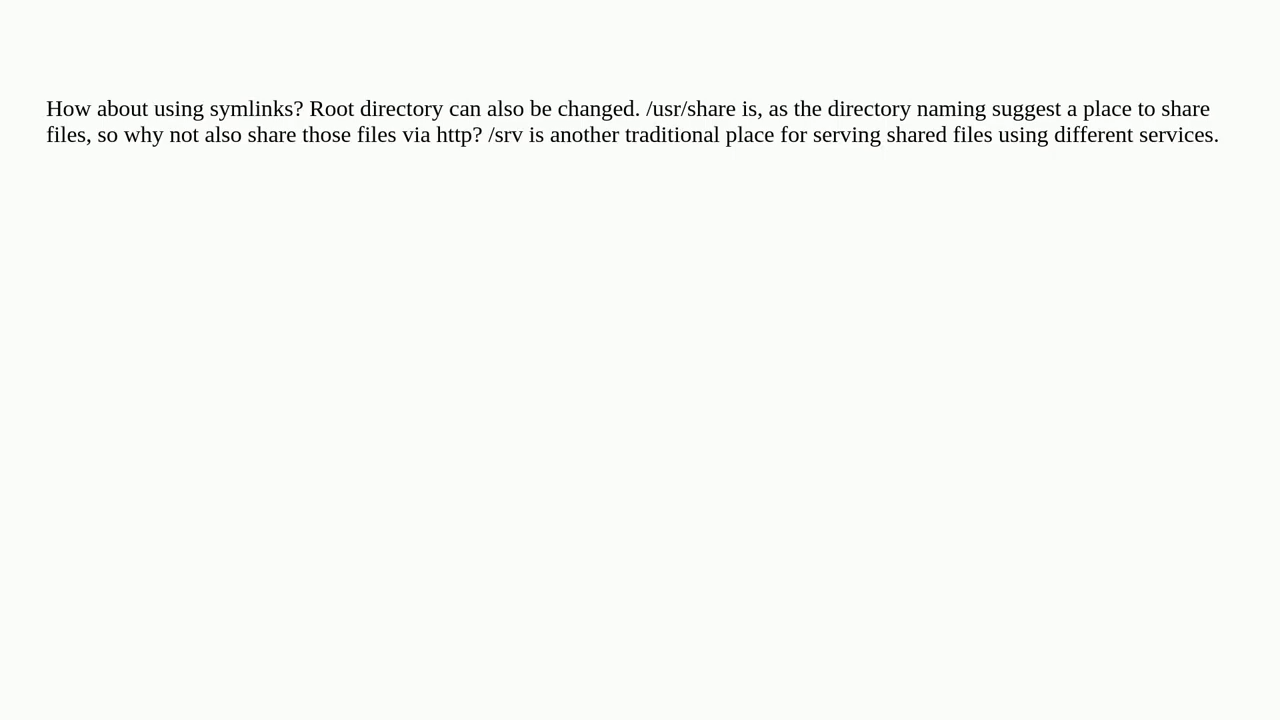 How about using symlinks? Root directory can also be changed. /usr/share is, as the directory naming suggest a place to share
files, so why not also share those files via http? /srv is another traditional place for serving shared files using different services.